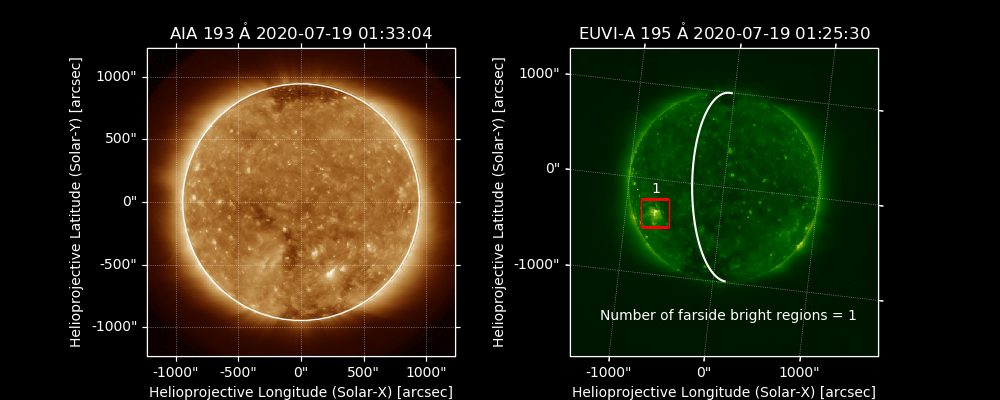 AIA 193 Å 2020-07-19 01:33:04
Helioprojective Latitude (Solar-Y) [arcsec]
1000"
500"
0"
-500"
-1000"
-1000"
-500"
0"
500"
1000"
Helioprojective Longitude (Solar-X) [arcsec]
EUVI-A 195 Å 2020-07-19 01:25:30
Helioprojective Latitude (Solar-Y) [arcsec]
1000"
0"
-1000"
1
Number of farside bright regions = 1
-1000"
0"
1000"
Helioprojective Longitude (Solar-X) [arcsec]